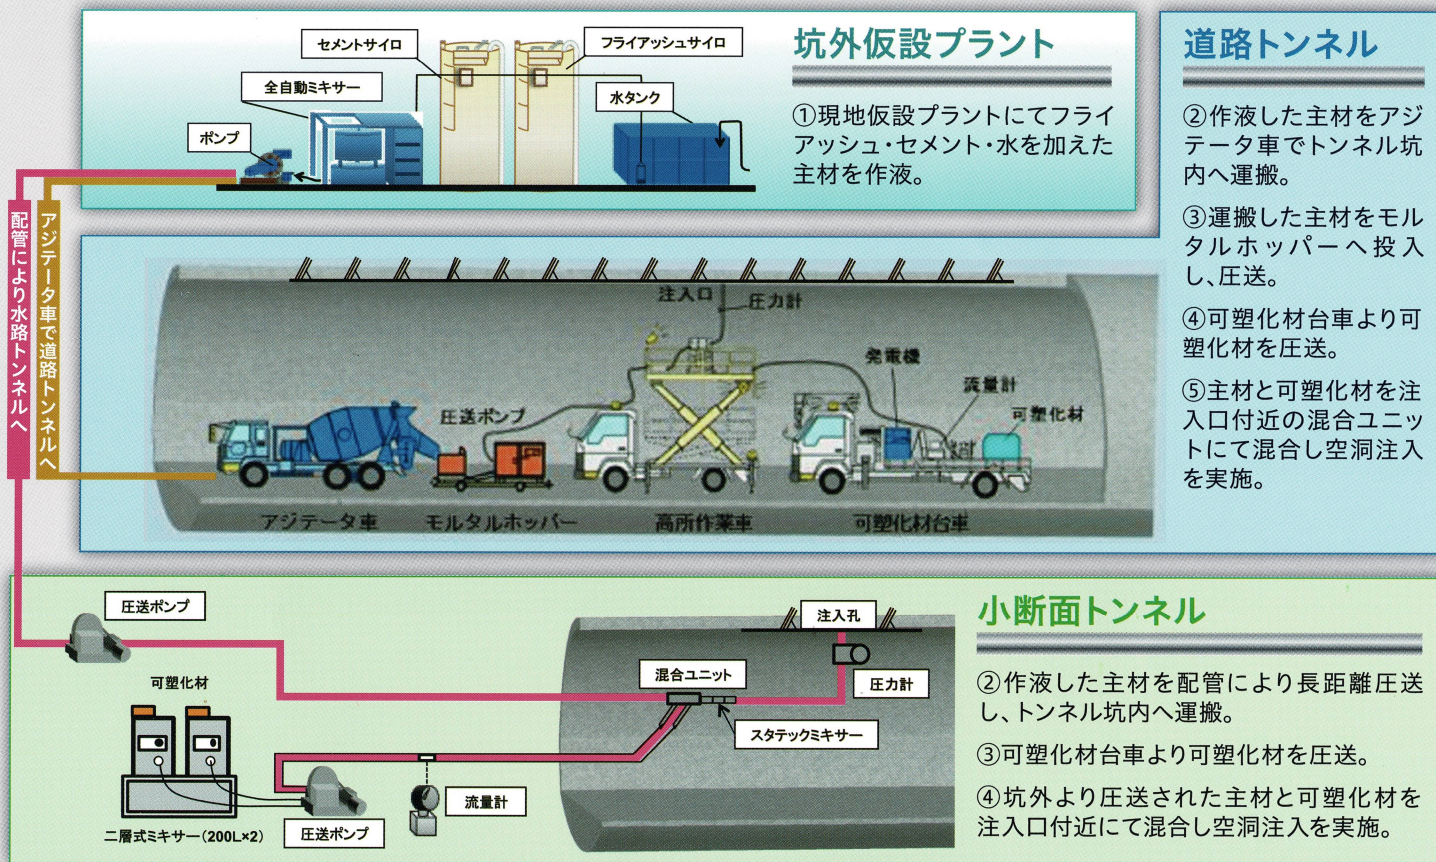 坑外仮設プラント
セメントサイロ
フライアッシュサイロ
全自動ミキサー
水タンク
ポンプ
①現地仮設プラントにてフライ
アッシュ・セメント・水を加えた
主材を作液。
道路トンネル
②作液した主材をアジ
テータ車でトンネル坑
内へ運搬。
③運搬した主材をモル
タルホッパーへ投入
し、圧送。
④可塑化材台車より可
塑化材を圧送。
⑤主材と可塑化材を注
入口付近の混合ユニッ
トにて混合し空洞注入
を実施。
配管により水路トンネルへ
アジテータ車で道路トンネルへ
注入口
圧力計
発電機
流量計
可塑化材
圧送ポンプ
アジテータ車
モルタルホッパー
高所作業車
可塑化材台車
小断面トンネル
②作液した主材を配管により長距離圧送
し、トンネル坑内へ運搬。
③可塑化材台車より可塑化材を圧送。
④坑外より圧送された主材と可塑化材を
注入口付近にて混合し空洞注入を実施。
圧送ポンプ
注入孔
混合ユニット
圧力計
スタテックミキサー
可塑化材
流量計
圧送ポンプ
二層式ミキサー(200L×2)